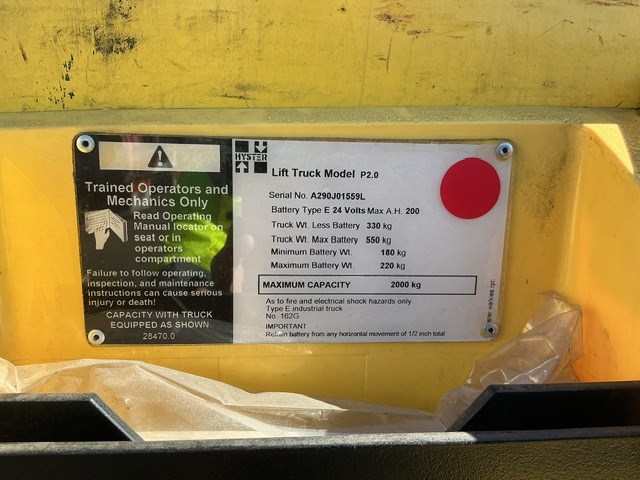 Trained Operators and
Mechanics Only
Read Operating
Manual locator on
seat or in
operators
compartment
Failure to follow operating,
inspection, and maintenance
instructions can cause serious
injury or death!
CAPACITY WITH TRUCK
EQUIPPED AS SHOWN
28470.0
HYSTER
Lift Truck Model P2.0
Serial No. A290J01559L
Battery Type E 24 Volts Max A.H. 200
Truck Wt. Less Battery 330 kg
Truck Wt. Max Battery 550 kg
Minimum Battery Wt. 180 kg
Maximum Battery Wt. 220 kg
MAXIMUM CAPACITY 2000 kg
As to fire and electrical shock hazards only
Type E industrial truck
No. 162G
IMPORTANT
Retain battery from any horizontal movement of 1/2 inch total